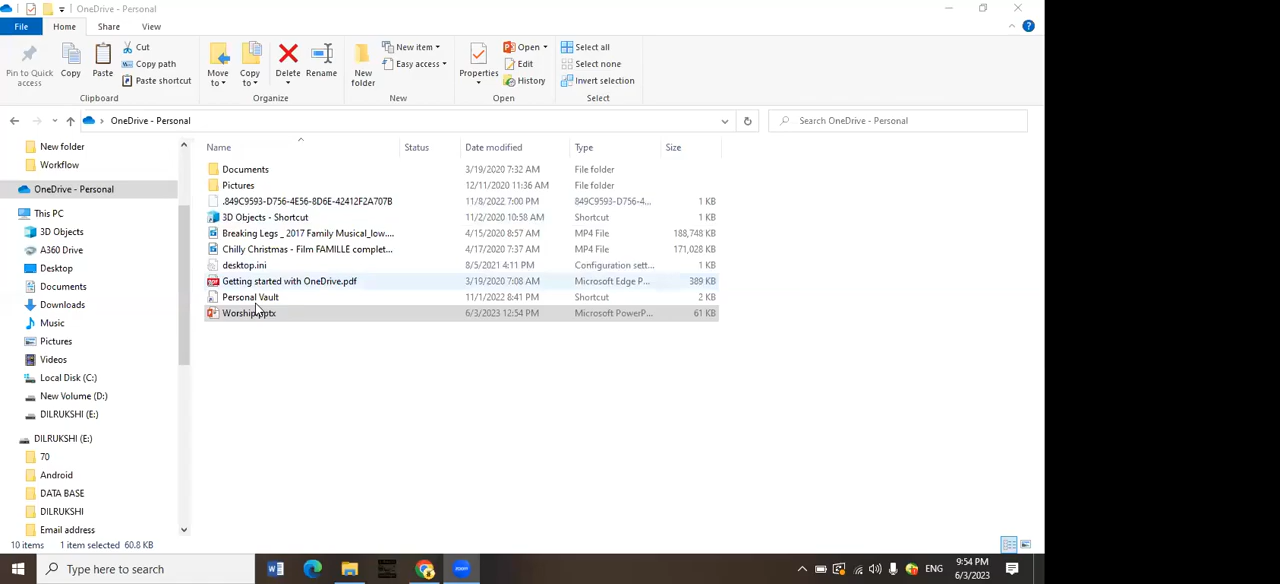 OneDrive - Personal
File Home Share View
Pin to Quick access
Copy
Paste
Cut
Copy path
Paste shortcut
Clipboard
Move to
Copy to
Delete
Rename
Organize
New folder
New item
Easy access
New
Properties
Open
Edit
History
Open
Select all
Select none
Invert selection
Select
OneDrive - Personal
Search OneDrive - Personal
New folder
Workflow
OneDrive - Personal
This PC
3D Objects
A360 Drive
Desktop
Documents
Downloads
Music
Pictures
Videos
Local Disk (C:)
New Volume (D:)
DILRUKSHI (E:)
DILRUKSHI (E:)
70
Android
DATA BASE
DILRUKSHI
Email address
Name Status Date modified Type Size
Documents 3/19/2020 7:32 AM File folder
Pictures 12/11/2020 11:36 AM File folder
.849C9593-D756-4E56-8D6E-42412F2A707B 11/8/2022 7:00 PM 849C9593-D756-4... 1 KB
3D Objects - Shortcut 11/2/2020 10:58 AM Shortcut 1 KB
Breaking Legs _ 2017 Family Musical_low.... 4/15/2020 8:57 AM MP4 File 188,748 KB
Chilly Christmas - Film FAMILLE complet... 4/17/2020 7:37 AM MP4 File 171,028 KB
desktop.ini 8/5/2021 4:11 PM Configuration sett... 1 KB
Getting started with OneDrive.pdf 3/19/2020 7:08 AM Microsoft Edge P... 389 KB
Personal Vault 11/1/2022 8:41 PM Shortcut 2 KB
Worship.pptx 6/3/2023 12:54 PM Microsoft PowerP... 61 KB
10 items 1 item selected 60.8 KB
Type here to search
zoom
ENG
9:54 PM
6/3/2023